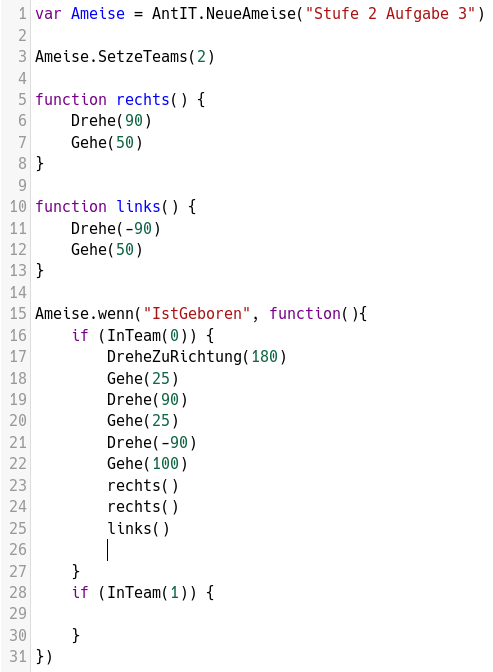 1 var Ameise = AntIT.NeueAmeise("Stufe 2 Aufgabe 3")
2
3 Ameise.SetzeTeams(2)
4
5 function rechts() {
6     Drehe(90)
7     Gehe(50)
8 }
9
10 function links() {
11     Drehe(-90)
12     Gehe(50)
13 }
14
15 Ameise.wenn("IstGeboren", function(){
16     if (InTeam(0)) {
17         DreheZuRichtung(180)
18         Gehe(25)
19         Drehe(90)
20         Gehe(25)
21         Drehe(-90)
22         Gehe(100)
23         rechts()
24         rechts()
25         links()
26
27     }
28     if (InTeam(1)) {
29
30     }
31 })